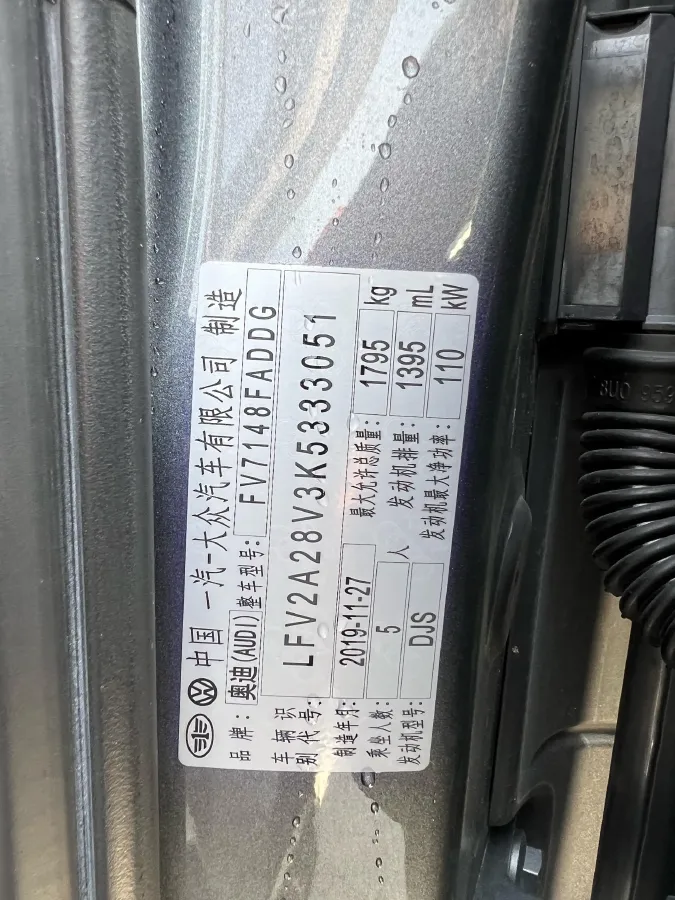 中国 一汽-大众汽车有限公司 制造
品牌: 奥迪(AUDI) 整车型号: FV7148FADDG
车辆识别代号: LFV2A28V3K5333051
制造年月: 2019-11-27 最大允许总质量: 1795 kg
乘坐人数: 5 人 发动机排量: 1395 mL
发动机型号: DJS 发动机最大净功率: 110 kW
8U0 959